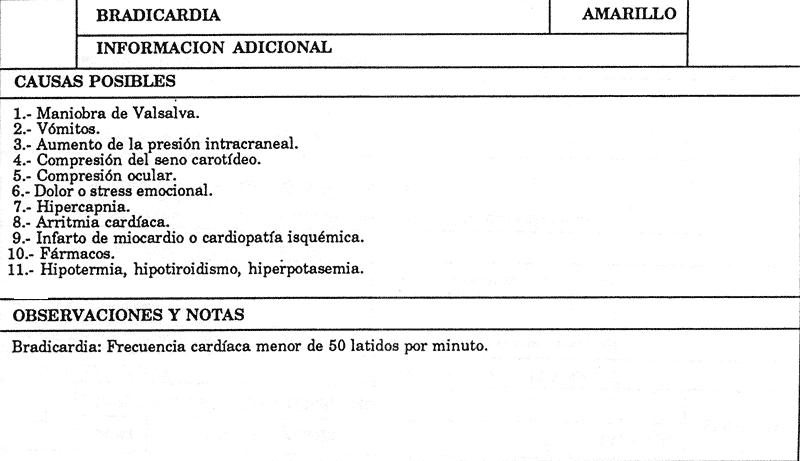 BRADICARDIA AMARILLO
INFORMACION ADICIONAL
CAUSAS POSIBLES
1.- Maniobra de Valsalva.
2.- Vómitos.
3.- Aumento de la presión intracraneal.
4.- Compresión del seno carotídeo.
5.- Compresión ocular.
6.- Dolor o stress emocional.
7.- Hipercapnia.
8.- Arritmia cardíaca.
9.- Infarto de miocardio o cardiopatía isquémica.
10.- Fármacos.
11.- Hipotermia, hipotiroidismo, hiperpotasemia.
OBSERVACIONES Y NOTAS
Bradicardia: Frecuencia cardíaca menor de 50 latidos por minuto.